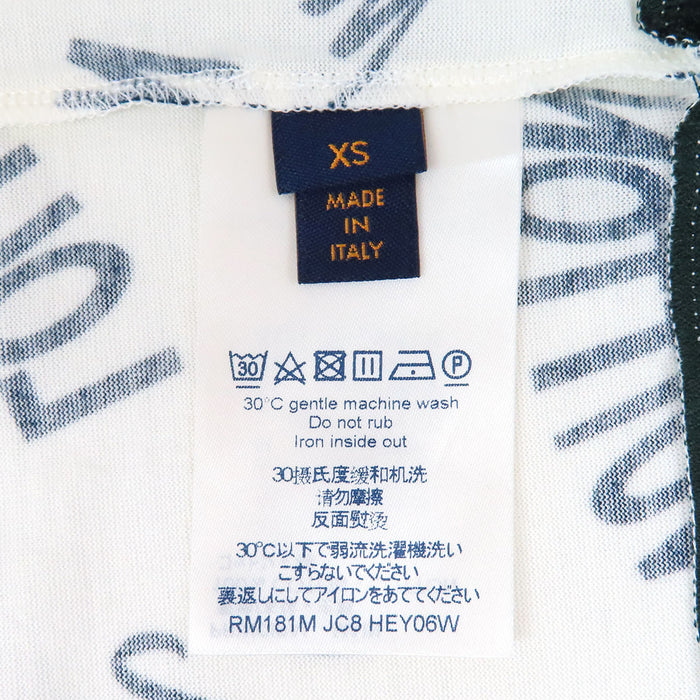 XS
MADE
IN
ITALY
30
P
30°C gentle machine wash
Do not rub
Iron inside out
30摄氏度缓和机洗
请勿摩擦
反面熨烫
30℃以下で弱流洗濯機洗い
こすらないでください
裏返しにしてアイロンをあててください
RM181M JC8 HEY06W